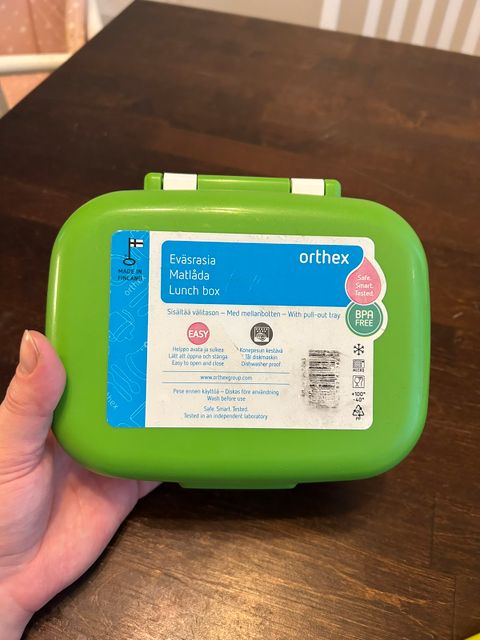 MADE IN
FINLAND
Eväsrasia
Matlåda
Lunch box
orthex
Safe.
Smart.
Tested.
BPA
FREE
Sisältää välitason – Med mellanbotten – With pull-out tray
EASY
Helppo avata ja sulkea
Lätt att öppna och stänga
Easy to open and close
Konepesun kestävä
Tål diskmaskin
Dishwasher proof
www.orthexgroup.com
Pese ennen käyttöä – Diskas före användning
Wash before use
Safe. Smart. Tested.
Tested in an independent laboratory
MICRO
+100°
-40°
PP
orthex